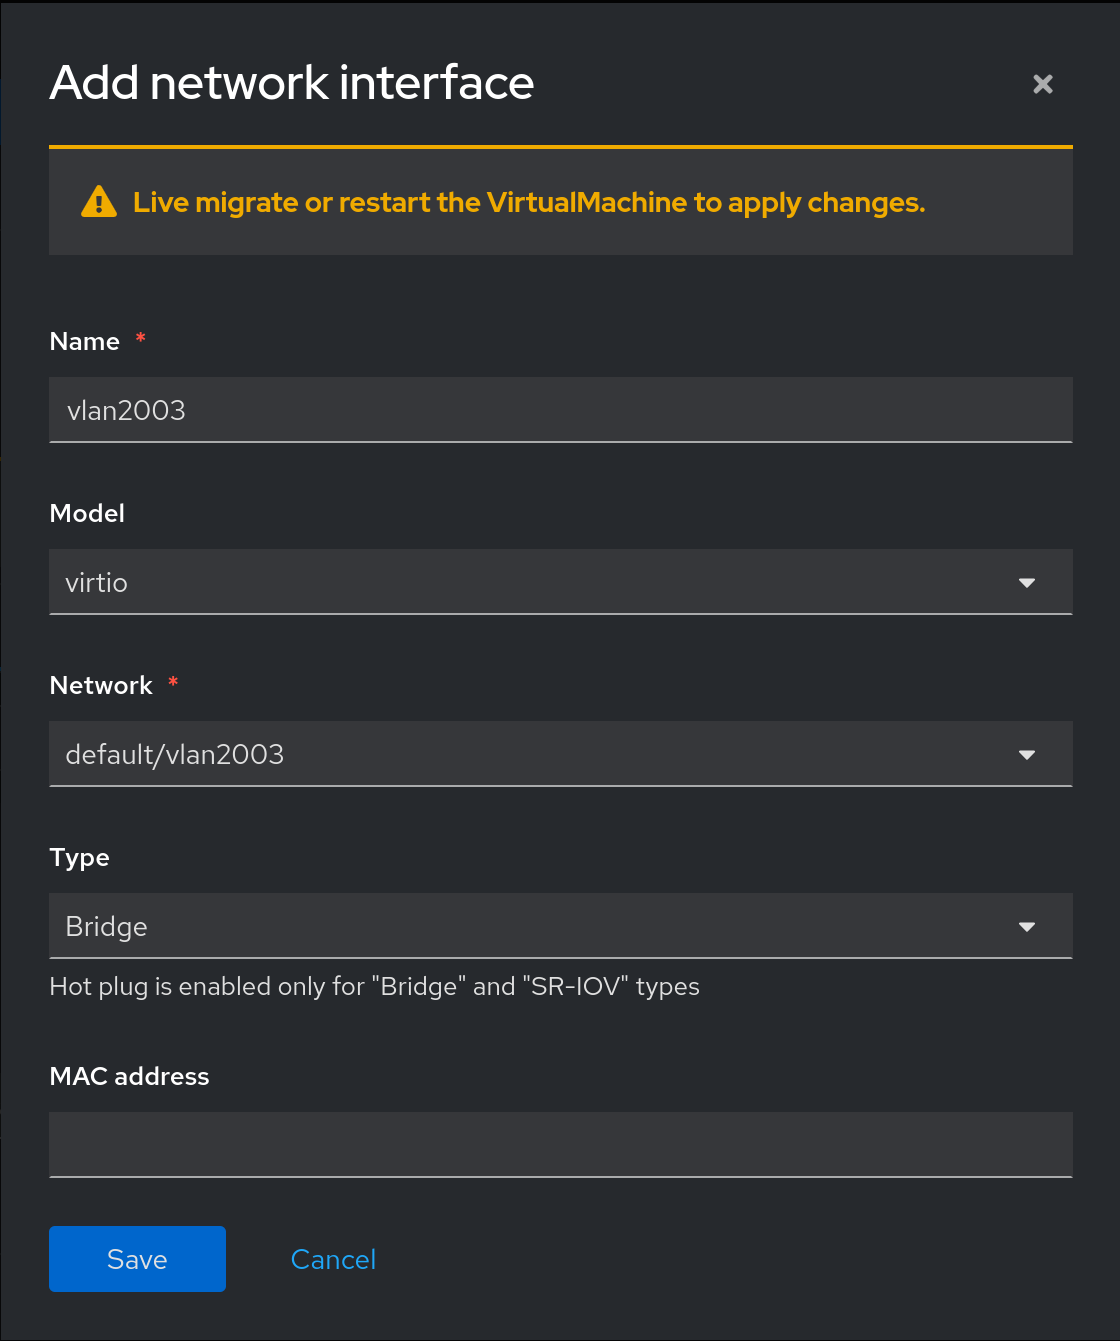 Add network interface
Live migrate or restart the VirtualMachine to apply changes.
Name *
vlan2003
Model
virtio
Network *
default/vlan2003
Type
Bridge
Hot plug is enabled only for "Bridge" and "SR-IOV" types
MAC address
Save Cancel